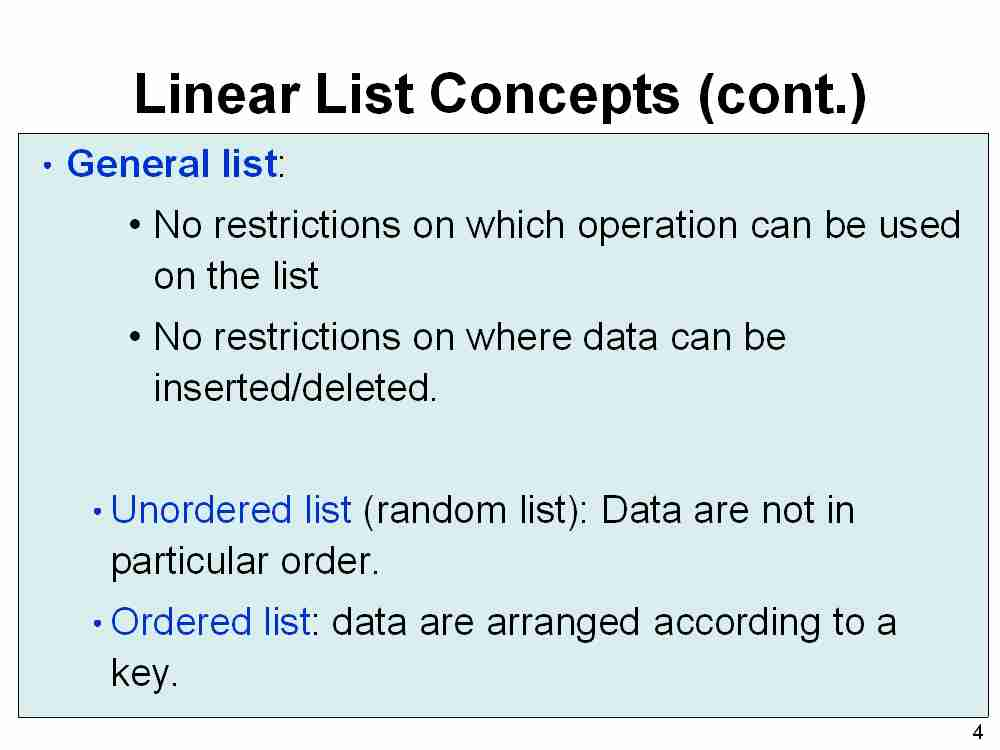 Linear List Concepts (cont.)
• General list:
• No restrictions on which operation can be used
on the list
• No restrictions on where data can be
inserted/deleted.
• Unordered list (random list): Data are not in
particular order.
• Ordered list: data are arranged according to a
key.
4